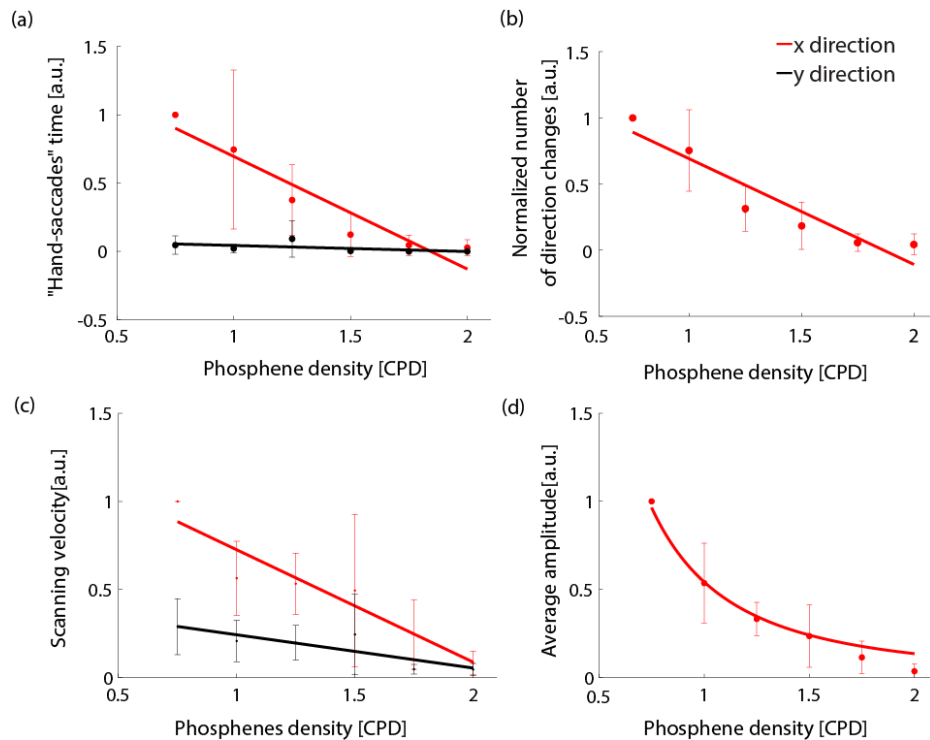 (a)
"Hand-saccades" time [a.u.]
1.5
1
0.5
0
-0.5
0.5
1
1.5
2
Phosphene density [CPD]
(b)
x direction
y direction
Normalized number
of direction changes [a.u.]
1.5
1
0.5
0
-0.5
0.5
1
1.5
2
Phosphene density [CPD]
(c)
Scanning velocity[a.u.]
1.5
1
0.5
0
0.5
1
1.5
2
Phosphenes density [CPD]
(d)
Average amplitude[a.u.]
1.5
1
0.5
0
0.5
1
1.5
2
Phosphene density [CPD]